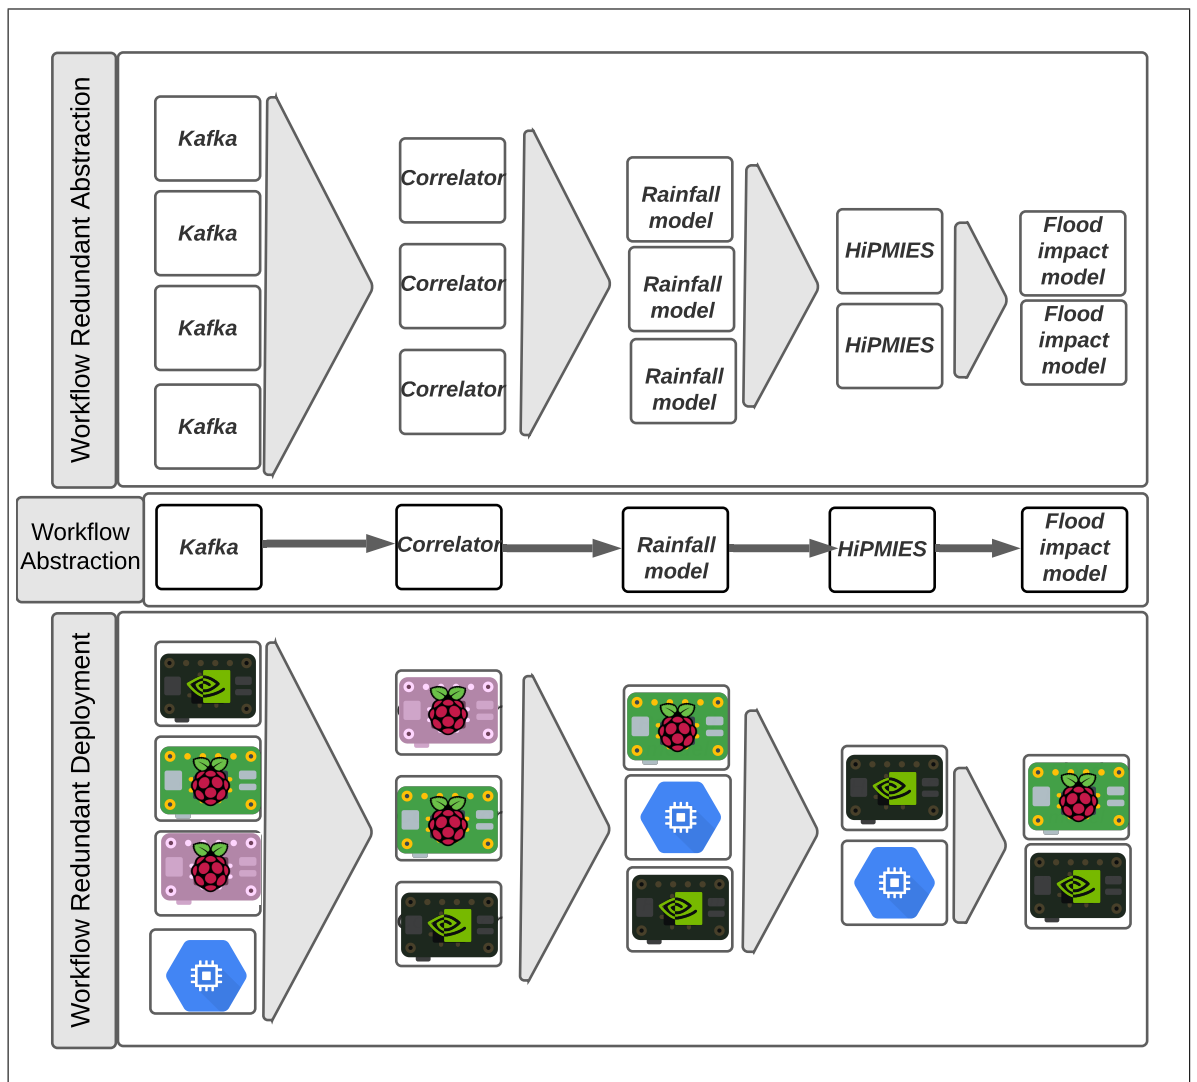 Workflow Redundant Abstraction
Kafka
Kafka
Kafka
Kafka
Correlator
Correlator
Correlator
Rainfall
model
Rainfall
model
Rainfall
model
HiPMIES
HiPMIES
Flood
impact
model
Flood
impact
model
Workflow
Abstraction
Kafka
Correlator
Rainfall
model
HiPMIES
Flood
impact
model
Workflow Redundant Deployment